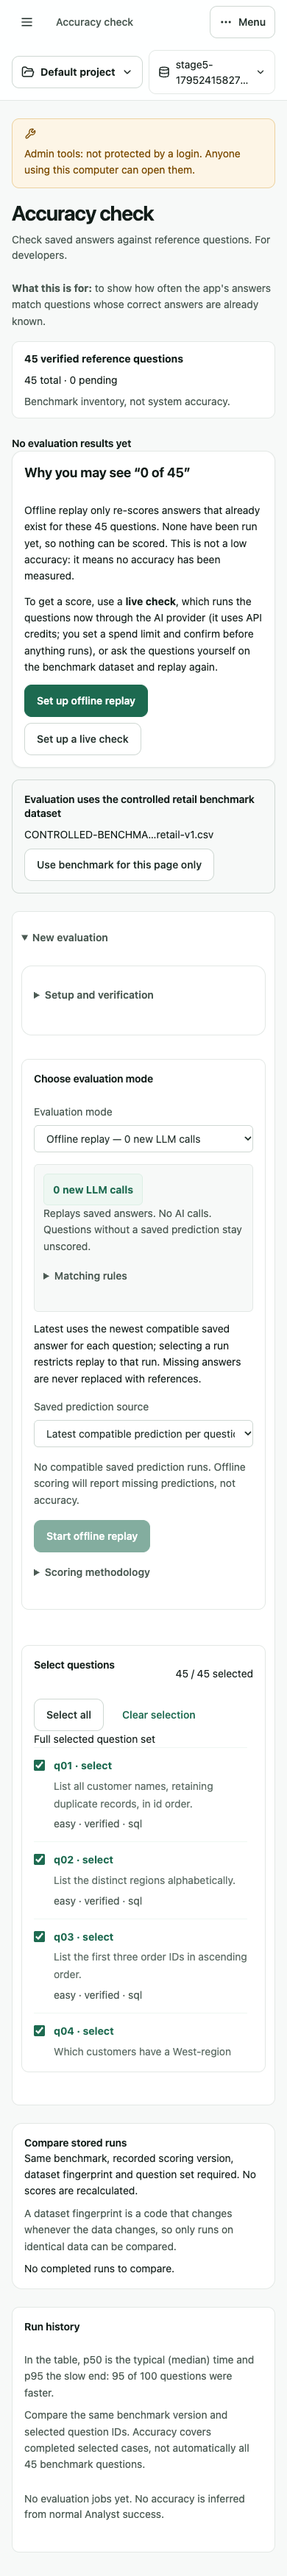 Accuracy check
Menu
Default project
stage5-
17952415827...
Admin tools: not protected by a login. Anyone
using this computer can open them.
Accuracy check
Check saved answers against reference questions. For
developers.
What this is for: to show how often the app's answers
match questions whose correct answers are already
known.
45 verified reference questions
45 total · 0 pending
Benchmark inventory, not system accuracy.
No evaluation results yet
Why you may see “0 of 45”
Offline replay only re-scores answers that already
exist for these 45 questions. None have been run
yet, so nothing can be scored. This is not a low
accuracy: it means no accuracy has been
measured.
To get a score, use a live check, which runs the
questions now through the AI provider (it uses API
credits; you set a spend limit and confirm before
anything runs), or ask the questions yourself on
the benchmark dataset and replay again.
Set up offline replay
Set up a live check
Evaluation uses the controlled retail benchmark
dataset
CONTROLLED-BENCHMA...retail-v1.csv
Use benchmark for this page only
New evaluation
Setup and verification
Choose evaluation mode
Evaluation mode
Offline replay — 0 new LLM calls
0 new LLM calls
Replays saved answers. No AI calls.
Questions without a saved prediction stay
unscored.
Matching rules
Latest uses the newest compatible saved
answer for each question; selecting a run
restricts replay to that run. Missing answers
are never replaced with references.
Saved prediction source
Latest compatible prediction per questic
No compatible saved prediction runs. Offline
scoring will report missing predictions, not
accuracy.
Start offline replay
Scoring methodology
Select questions
45 / 45 selected
Select all
Clear selection
Full selected question set
q01 · select
List all customer names, retaining
duplicate records, in id order.
easy · verified · sql
q02 · select
List the distinct regions alphabetically.
easy · verified · sql
q03 · select
List the first three order IDs in ascending
order.
easy · verified · sql
q04 · select
Which customers have a West-region
Compare stored runs
Same benchmark, recorded scoring version,
dataset fingerprint and question set required. No
scores are recalculated.
A dataset fingerprint is a code that changes
whenever the data changes, so only runs on
identical data can be compared.
No completed runs to compare.
Run history
In the table, p50 is the typical (median) time and
p95 the slow end: 95 of 100 questions were
faster.
Compare the same benchmark version and
selected question IDs. Accuracy covers
completed selected cases, not automatically all
45 benchmark questions.
No evaluation jobs yet. No accuracy is inferred
from normal Analyst success.